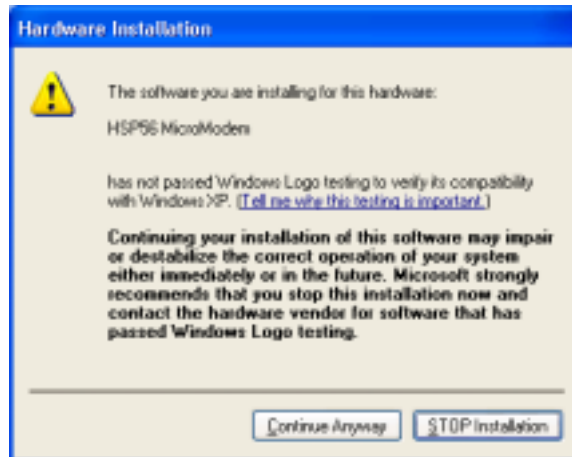 Hardware Installation
The software you are installing for this hardware:
HSP56 MicroModem
has not passed Windows Logo testing to verify its compatibility
with Windows XP. (Tell me why this testing is important.)
Continuing your installation of this software may impair
or destabilize the correct operation of your system
either immediately or in the future. Microsoft strongly
recommends that you stop this installation now and
contact the hardware vendor for software that has
passed Windows Logo testing.
Continue Anyway STOP Installation